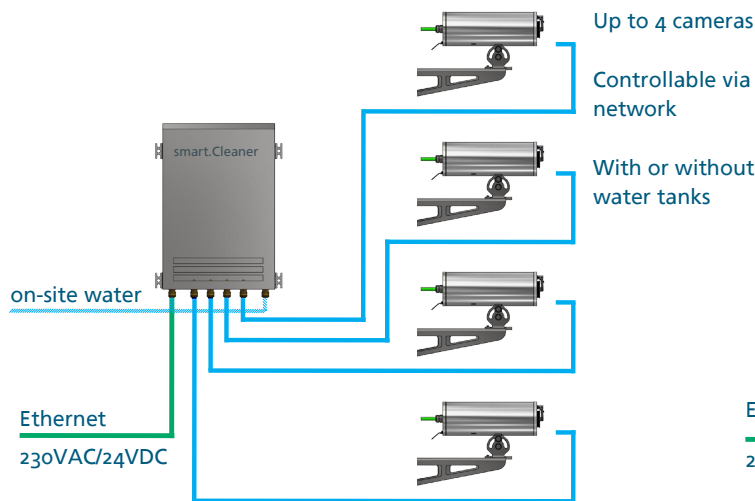 Up to 4 cameras
Controllable via
network
With or without
water tanks
smart.Cleaner
on-site water
Ethernet
230VAC/24VDC
E
2